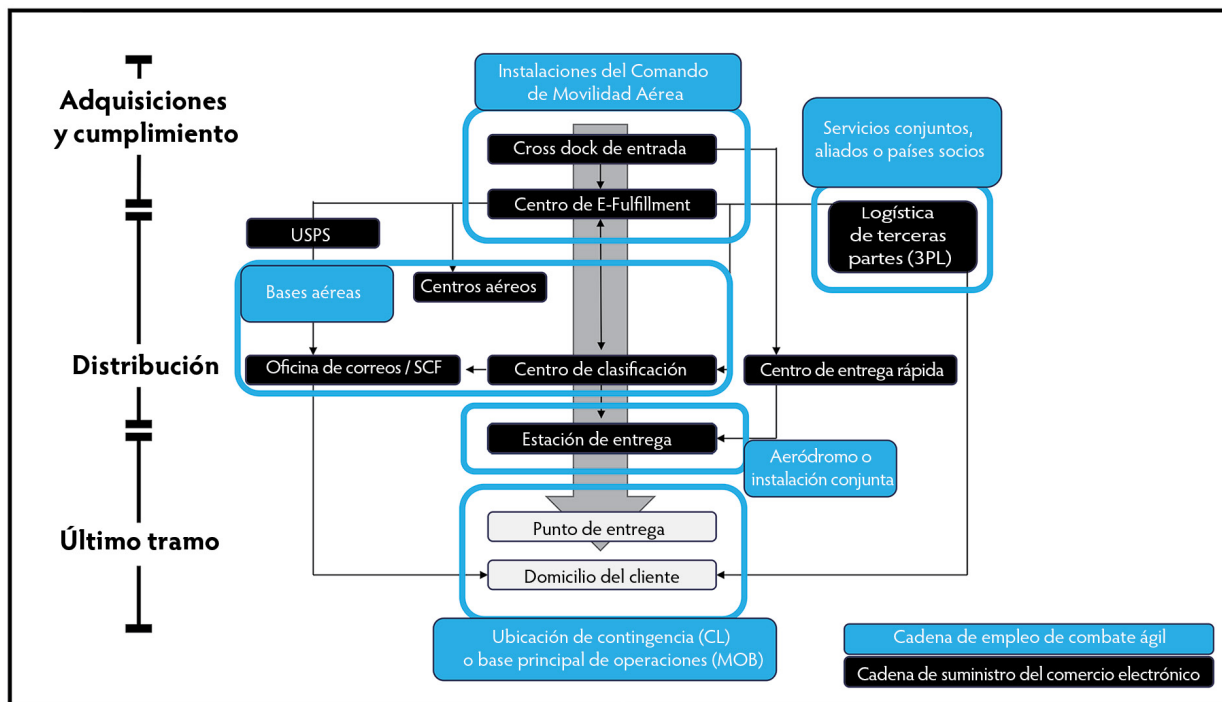 Instalaciones del Comando
de Movilidad Aérea
Adquisiciones
y cumplimiento
Servicios conjuntos,
aliados o países socios
Cross dock de entrada
Centro de E-Fulfillment
Logística
de terceras
partes (3PL)
USPS
Bases aéreas
Centros aéreos
Distribución
Oficina de correos / SCF
Centro de clasificación
Centro de entrega rápida
Estación de entrega
Aeródromo o
instalación conjunta
Último tramo
Punto de entrega
Domicilio del cliente
Ubicación de contingencia (CL)
o base principal de operaciones (MOB)
Cadena de empleo de combate ágil
Cadena de suministro del comercio electrónico